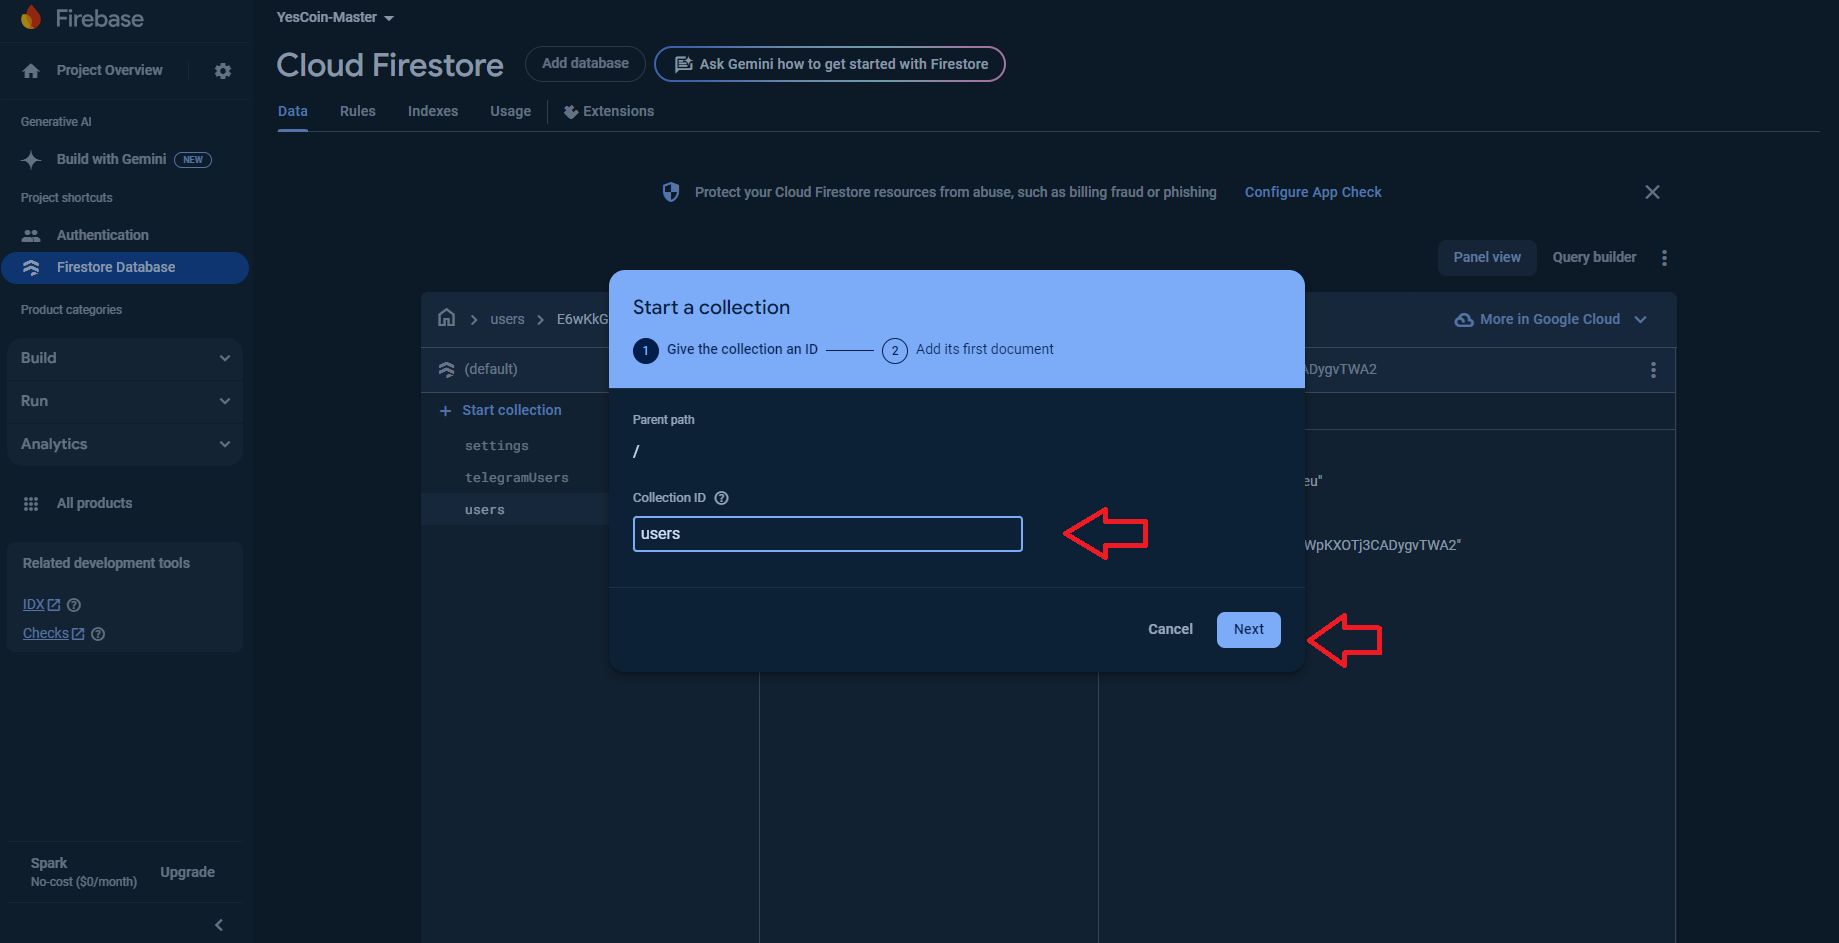 Firebase
YesCoin-Master
Project Overview
Cloud Firestore
Add database
Ask Gemini how to get started with Firestore
Data
Rules
Indexes
Usage
Extensions
Generative AI
Build with Gemini
NEW
Project shortcuts
Authentication
Firestore Database
Product categories
Build
Run
Analytics
All products
Related development tools
IDX
Checks
Spark
No-cost ($0/month)
Upgrade
Protect your Cloud Firestore resources from abuse, such as billing fraud or phishing
Configure App Check
Panel view
Query builder
users
E6wKkG
More in Google Cloud
(default)
ADygvTWA2
Start collection
settings
telegramUsers
users
eu"
WpKXOTj3CADygvTWA2"
Start a collection
1 Give the collection an ID
2 Add its first document
Parent path
/
Collection ID
users
Cancel
Next